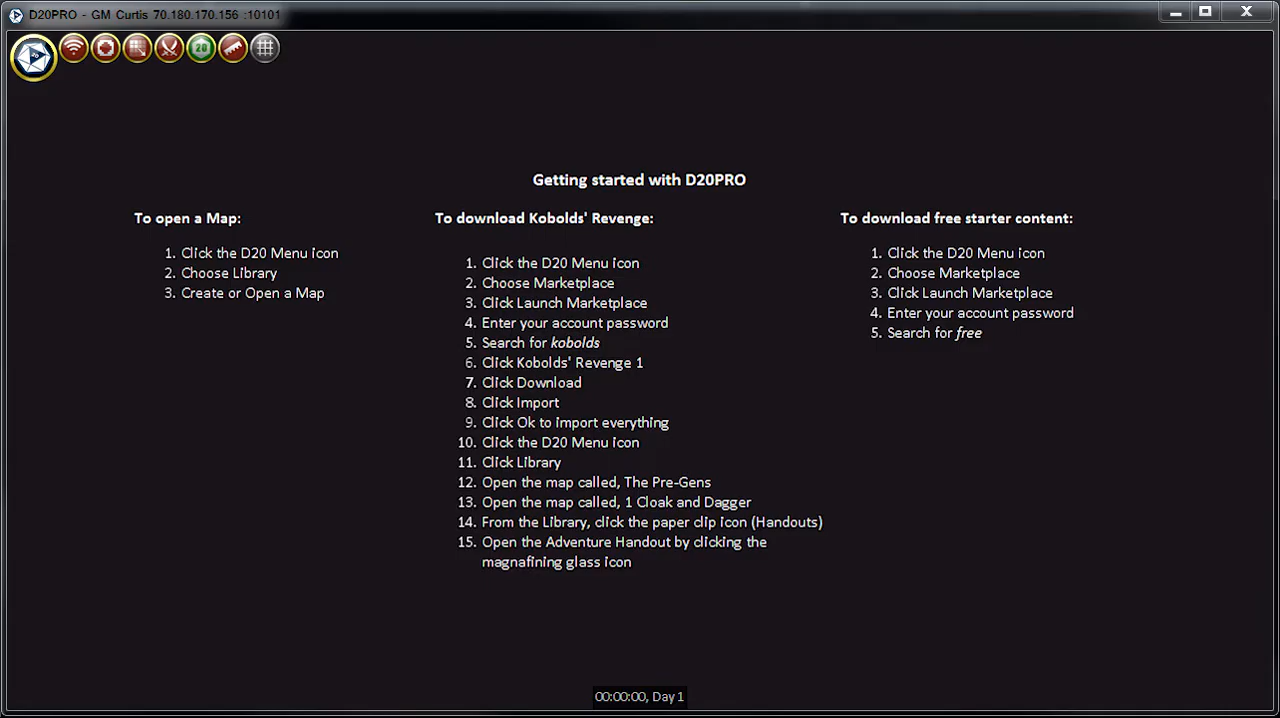 D20PRO - GM Curtis 70.180.170.156 :10101
20
Getting started with D20PRO
To open a Map:
1. Click the D20 Menu icon
2. Choose Library
3. Create or Open a Map
To download Kobolds' Revenge:
1. Click the D20 Menu icon
2. Choose Marketplace
3. Click Launch Marketplace
4. Enter your account password
5. Search for kobolds
6. Click Kobolds' Revenge 1
7. Click Download
8. Click Import
9. Click Ok to import everything
10. Click the D20 Menu icon
11. Click Library
12. Open the map called, The Pre-Gens
13. Open the map called, 1 Cloak and Dagger
14. From the Library, click the paper clip icon (Handouts)
15. Open the Adventure Handout by clicking the
magnafining glass icon
To download free starter content:
1. Click the D20 Menu icon
2. Choose Marketplace
3. Click Launch Marketplace
4. Enter your account password
5. Search for free
00:00:00, Day 1